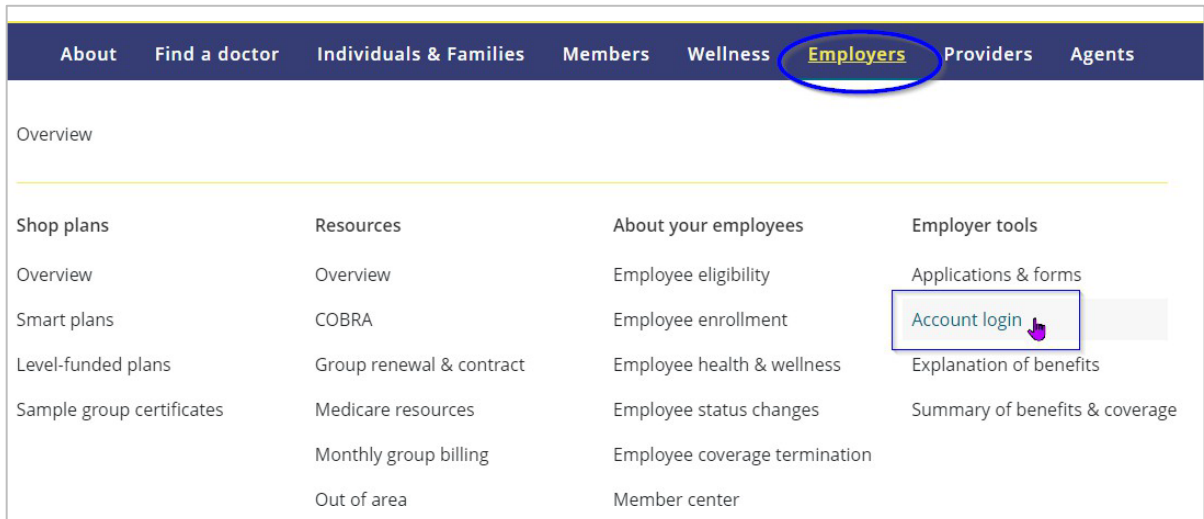 About Find a doctor Individuals & Families Members Wellness Employers Providers Agents
Overview
Shop plans
Overview
Smart plans
Level-funded plans
Sample group certificates
Resources
Overview
COBRA
Group renewal & contract
Medicare resources
Monthly group billing
Out of area
About your employees
Employee eligibility
Employee enrollment
Employee health & wellness
Employee status changes
Employee coverage termination
Member center
Employer tools
Applications & forms
Account login
Explanation of benefits
Summary of benefits & coverage